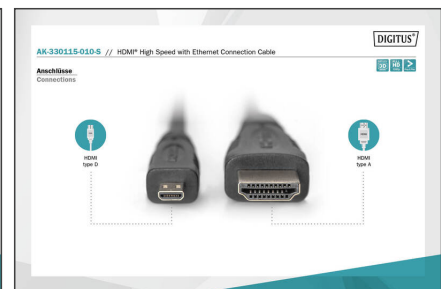 DIGITUS®
AK-330115-010-S // HDMI® High Speed with Ethernet Connection Cable
Anschlüsse
Connections
3D
HD
HDMI
type D
HDMI
type A